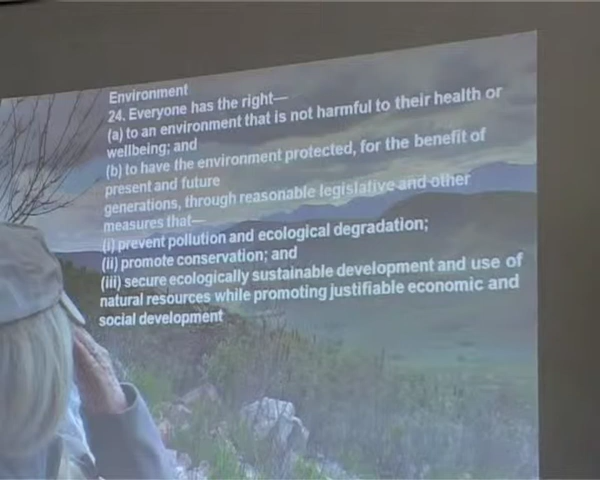 Environment
24. Everyone has the right—
(a) to an environment that is not harmful to their health or
wellbeing; and
(b) to have the environment protected, for the benefit of
present and future
generations, through reasonable legislative and other
measures that—
(i) prevent pollution and ecological degradation;
(ii) promote conservation; and
(iii) secure ecologically sustainable development and use of
natural resources while promoting justifiable economic and
social development